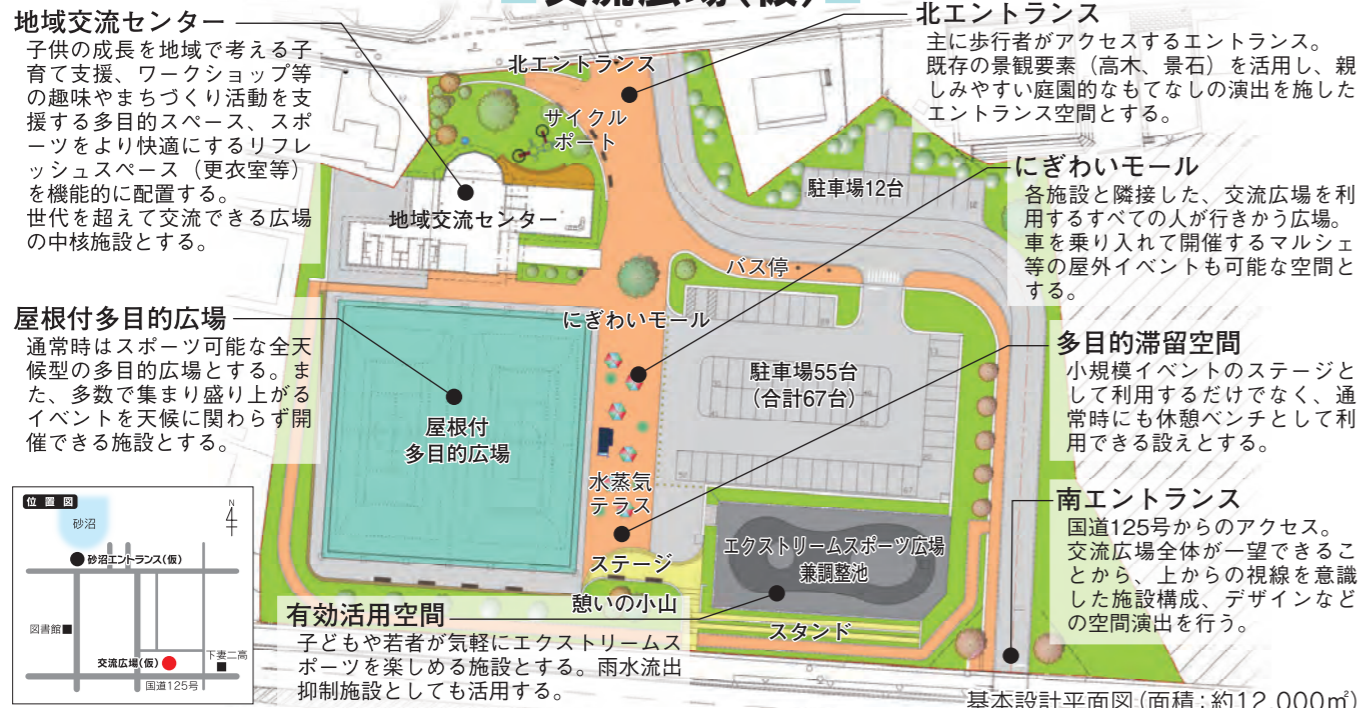 交流広場(仮)
地域交流センター
子供の成長を地域で考える子
育て支援、ワークショップ等
の趣味やまちづくり活動を支
援する多目的スペース、スポ
ーツをより快適にするリフレ
ッシュスペース（更衣室等）
を機能的に配置する。
世代を超えて交流できる広場
の中核施設とする。
屋根付多目的広場
通常時はスポーツ可能な全天
候型の多目的広場とする。ま
た、多数で集まり盛り上がる
イベントを天候に関わらず開
催できる施設とする。
位置図
N
砂沼
砂沼エントランス(仮)
図書館
交流広場(仮)
下妻二高
国道125号
北エントランス
サイクル
ポート
地域交流センター
駐車場12台
バス停
にぎわいモール
駐車場55台
(合計67台)
屋根付
多目的広場
水蒸気
テラス
ステージ
憩いの小山
エクストリームスポーツ広場
兼調整池
スタンド
有効活用空間
子どもや若者が気軽にエクストリームス
ポーツを楽しめる施設とする。雨水流出
抑制施設としても活用する。
北エントランス
主に歩行者がアクセスするエントランス。
既存の景観要素（高木、景石）を活用し、親
しみやすい庭園的なもてなしの演出を施した
エントランス空間とする。
にぎわいモール
各施設と隣接した、交流広場を利
用するすべての人が行きかう広場。
車を乗り入れて開催するマルシェ
等の屋外イベントも可能な空間と
する。
多目的滞留空間
小規模イベントのステージと
して利用するだけでなく、通
常時にも休憩ベンチとして利
用できる設えとする。
南エントランス
国道125号からのアクセス。
交流広場全体が一望できるこ
とから、上からの視線を意識
した施設構成、デザインなど
の空間演出を行う。
基本設計平面図(面積：約12,000㎡)